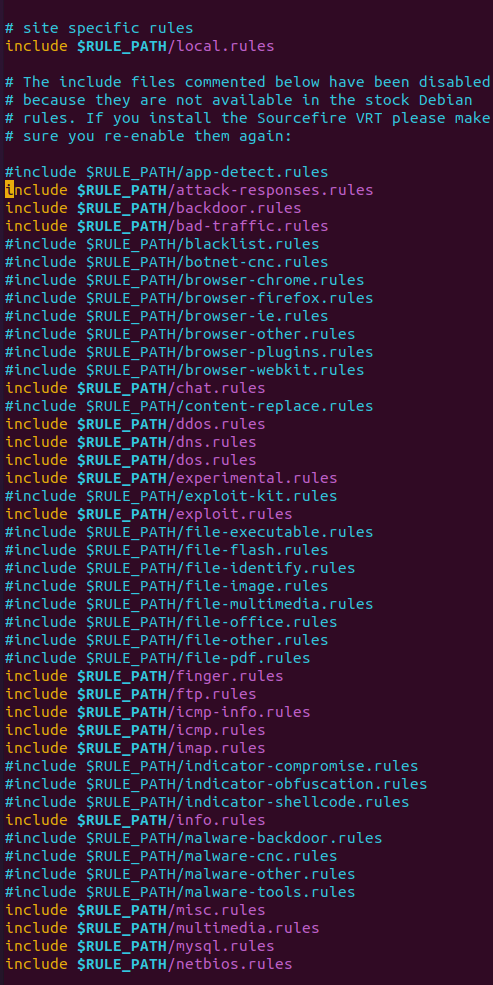 # site specific rules
include $RULE_PATH/local.rules
# The include files commented below have been disabled
# because they are not available in the stock Debian
# rules. If you install the Sourcefire VRT please make
# sure you re-enable them again:
#include $RULE_PATH/app-detect.rules
include $RULE_PATH/attack-responses.rules
include $RULE_PATH/backdoor.rules
include $RULE_PATH/bad-traffic.rules
#include $RULE_PATH/blacklist.rules
#include $RULE_PATH/botnet-cnc.rules
#include $RULE_PATH/browser-chrome.rules
#include $RULE_PATH/browser-firefox.rules
#include $RULE_PATH/browser-ie.rules
#include $RULE_PATH/browser-other.rules
#include $RULE_PATH/browser-plugins.rules
#include $RULE_PATH/browser-webkit.rules
include $RULE_PATH/chat.rules
#include $RULE_PATH/content-replace.rules
include $RULE_PATH/ddos.rules
include $RULE_PATH/dns.rules
include $RULE_PATH/dos.rules
include $RULE_PATH/experimental.rules
#include $RULE_PATH/exploit-kit.rules
include $RULE_PATH/exploit.rules
#include $RULE_PATH/file-executable.rules
#include $RULE_PATH/file-flash.rules
#include $RULE_PATH/file-identify.rules
#include $RULE_PATH/file-image.rules
#include $RULE_PATH/file-multimedia.rules
#include $RULE_PATH/file-office.rules
#include $RULE_PATH/file-other.rules
#include $RULE_PATH/file-pdf.rules
include $RULE_PATH/finger.rules
include $RULE_PATH/ftp.rules
include $RULE_PATH/icmp-info.rules
include $RULE_PATH/icmp.rules
include $RULE_PATH/imap.rules
#include $RULE_PATH/indicator-compromise.rules
#include $RULE_PATH/indicator-obfuscation.rules
#include $RULE_PATH/indicator-shellcode.rules
include $RULE_PATH/info.rules
#include $RULE_PATH/malware-backdoor.rules
#include $RULE_PATH/malware-cnc.rules
#include $RULE_PATH/malware-other.rules
#include $RULE_PATH/malware-tools.rules
include $RULE_PATH/misc.rules
include $RULE_PATH/multimedia.rules
include $RULE_PATH/mysql.rules
include $RULE_PATH/netbios.rules